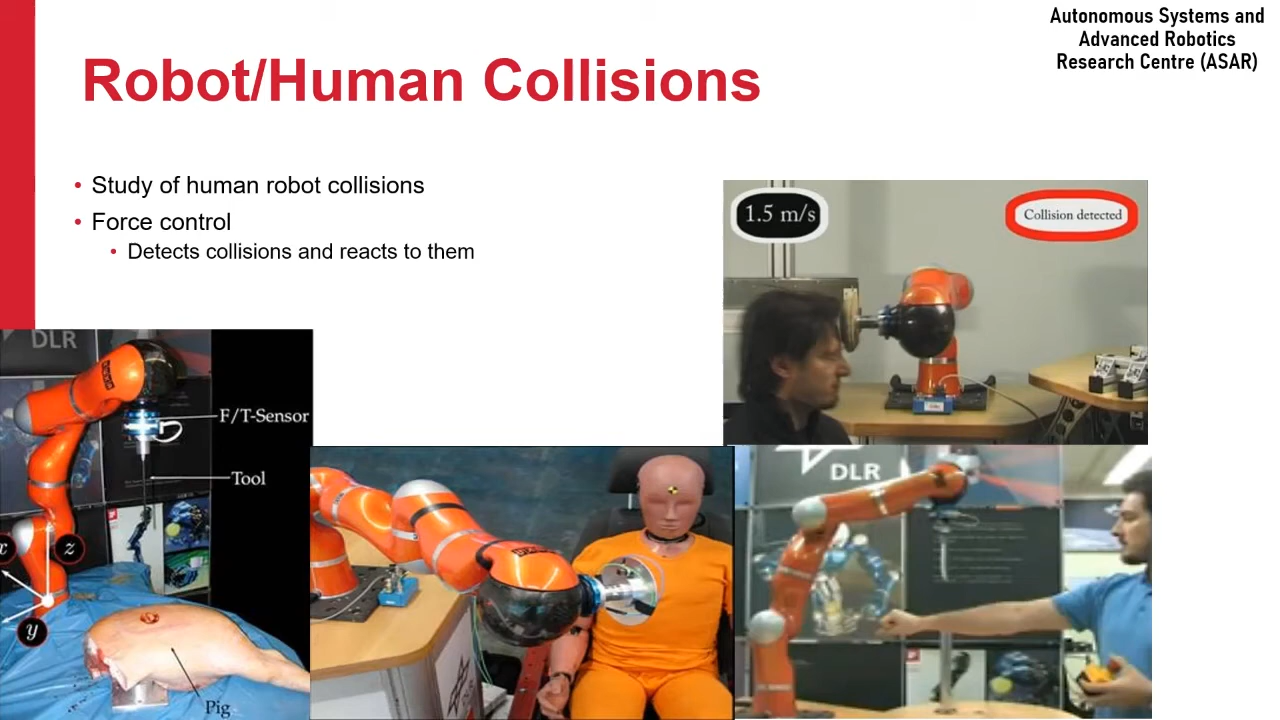 Autonomous Systems and
Advanced Robotics
Research Centre (ASAR)
Robot/Human Collisions
• Study of human robot collisions
• Force control
• Detects collisions and reacts to them
1.5 m/s
Collision detected
DLR
F/T-Sensor
Tool
x
z
y
Pig
DLR